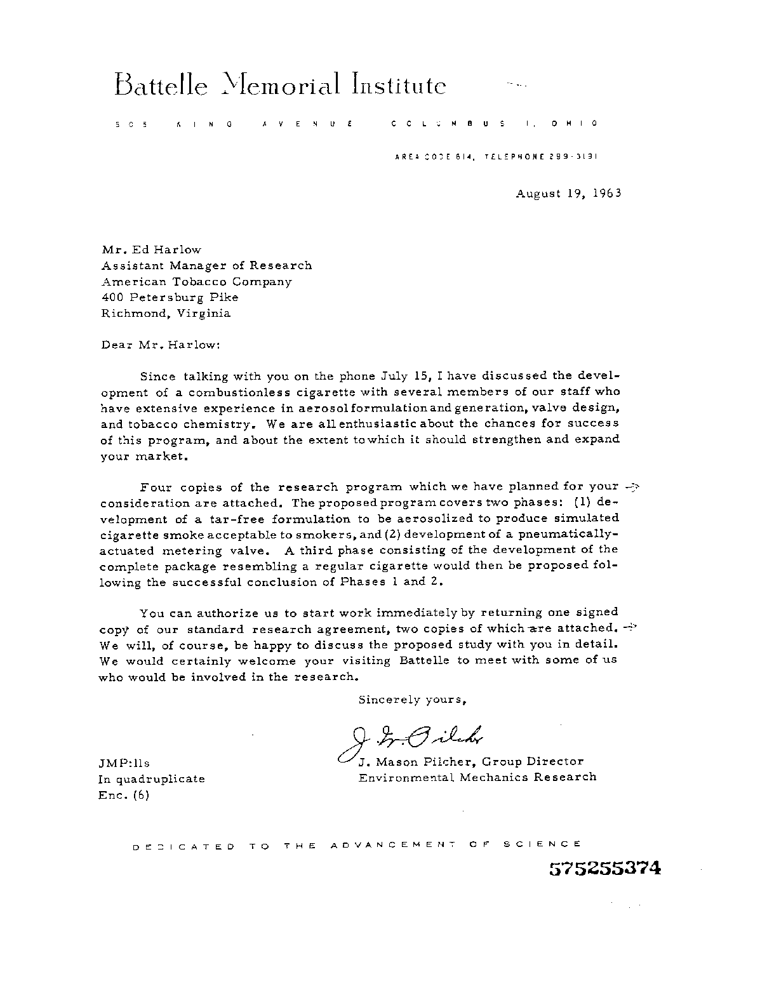 Battelle Memorial Institute
505 KING AVENUE COLUMBUS 1, OHIO
AREA CODE 614, TELEPHONE 299-3191
August 19, 1963
Mr. Ed Harlow
Assistant Manager of Research
American Tobacco Company
400 Petersburg Pike
Richmond, Virginia
Dear Mr. Harlow:
Since talking with you on the phone July 15, I have discussed the devel-
opment of a combustionless cigarette with several members of our staff who
have extensive experience in aerosol formulation and generation, valve design,
and tobacco chemistry. We are all enthusiastic about the chances for success
of this program, and about the extent to which it should strengthen and expand
your market.
Four copies of the research program which we have planned for your
consideration are attached. The proposed program covers two phases: (1) de-
velopment of a tar-free formulation to be aerosolized to produce simulated
cigarette smoke acceptable to smokers, and (2) development of a pneumatically-
actuated metering valve. A third phase consisting of the development of the
complete package resembling a regular cigarette would then be proposed fol-
lowing the successful conclusion of Phases 1 and 2.
You can authorize us to start work immediately by returning one signed
copy of our standard research agreement, two copies of which are attached.
We will, of course, be happy to discuss the proposed study with you in detail.
We would certainly welcome your visiting Battelle to meet with some of us
who would be involved in the research.
Sincerely yours,
J. M. Pilcher
J. Mason Pilcher, Group Director
Environmental Mechanics Research
JMP:lls
In quadruplicate
Enc. (6)
DEDICATED TO THE ADVANCEMENT OF SCIENCE
575255374